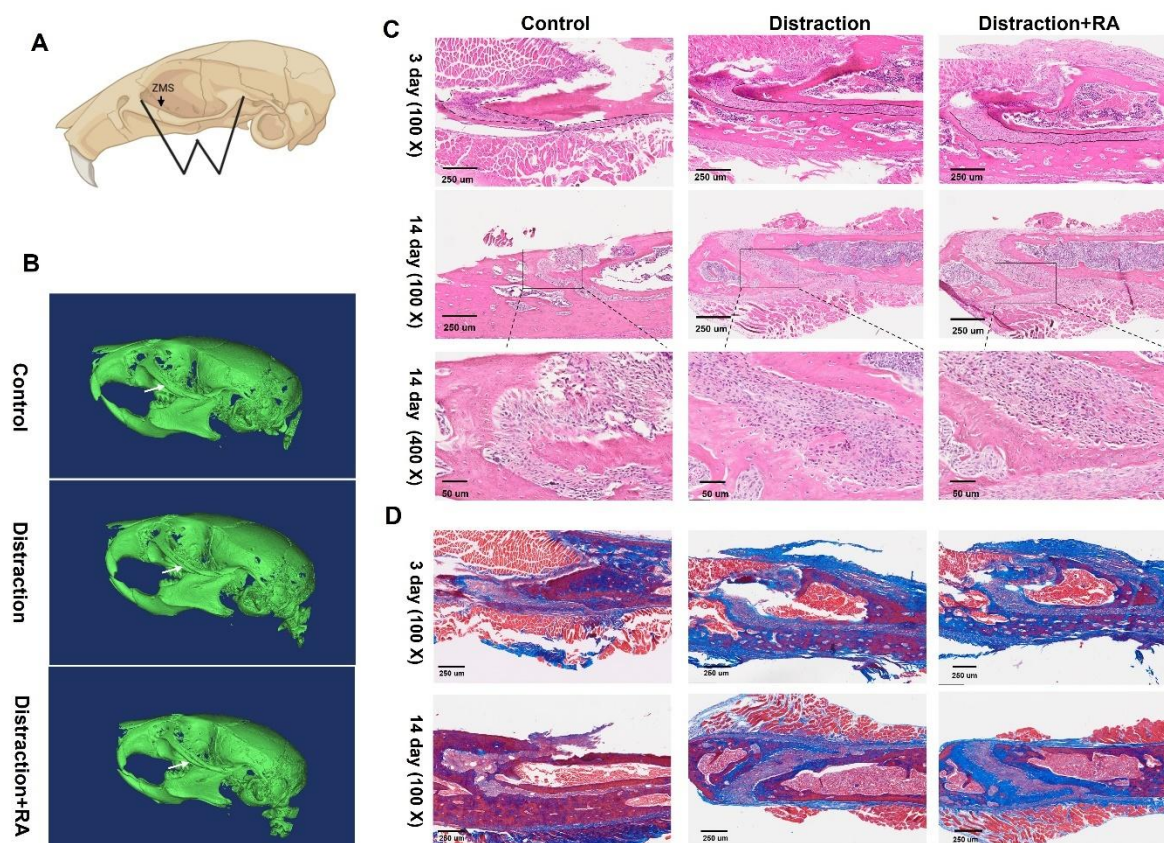 A
ZMS
B
Control
Distraction
Distraction+RA
C
Control
Distraction
Distraction+RA
3 day (100 X)
250 um
250 um
250 um
14 day (100 X)
250 um
250 um
250 um
14 day (400 X)
50 um
50 um
50 um
D
3 day (100 X)
250 um
250 um
250 um
14 day (100 X)
250 um
250 um
250 um